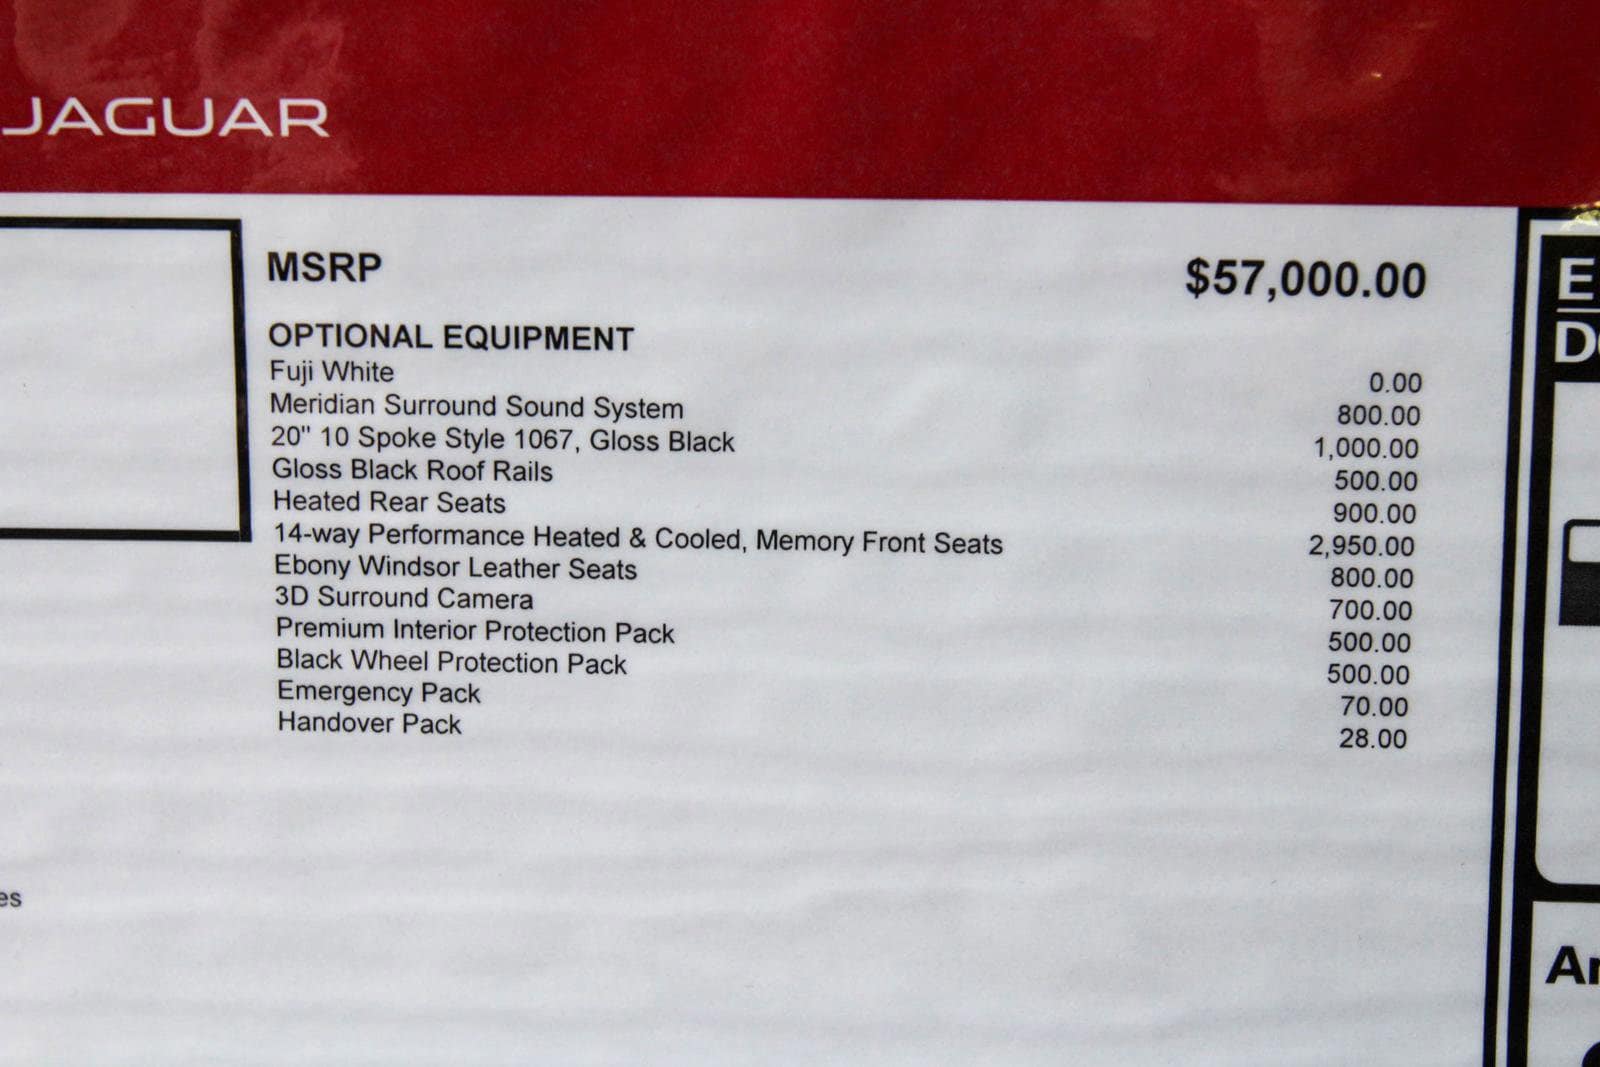 JAGUAR
MSRP $57,000.00
OPTIONAL EQUIPMENT
Fuji White 0.00
Meridian Surround Sound System 800.00
20" 10 Spoke Style 1067, Gloss Black 1,000.00
Gloss Black Roof Rails 500.00
Heated Rear Seats 900.00
14-way Performance Heated & Cooled, Memory Front Seats 2,950.00
Ebony Windsor Leather Seats 800.00
3D Surround Camera 700.00
Premium Interior Protection Pack 500.00
Black Wheel Protection Pack 500.00
Emergency Pack 70.00
Handover Pack 28.00